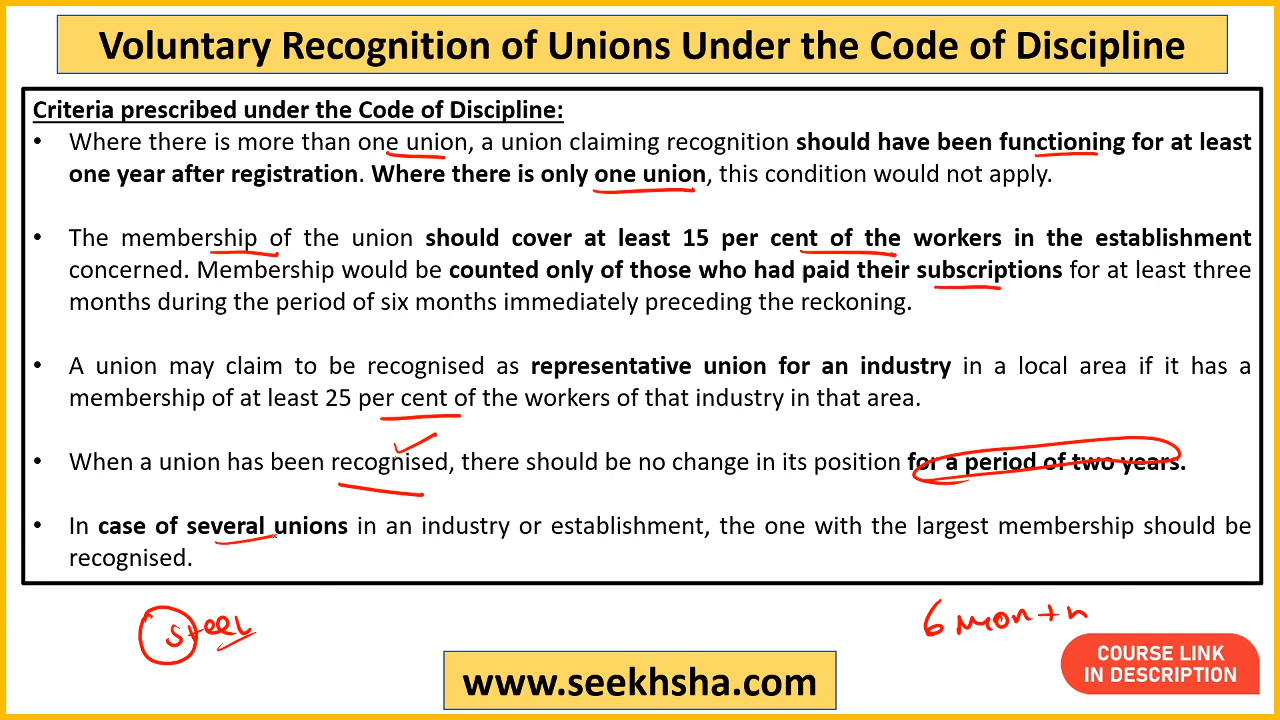 Voluntary Recognition of Unions Under the Code of Discipline
Criteria prescribed under the Code of Discipline:
• Where there is more than one union, a union claiming recognition should have been functioning for at least
one year after registration. Where there is only one union, this condition would not apply.
• The membership of the union should cover at least 15 per cent of the workers in the establishment
concerned. Membership would be counted only of those who had paid their subscriptions for at least three
months during the period of six months immediately preceding the reckoning.
• A union may claim to be recognised as representative union for an industry in a local area if it has a
membership of at least 25 per cent of the workers of that industry in that area.
• When a union has been recognised, there should be no change in its position for a period of two years.
• In case of several unions in an industry or establishment, the one with the largest membership should be
recognised.
steel
6 month
COURSE LINK
IN DESCRIPTION
www.seekhsha.com